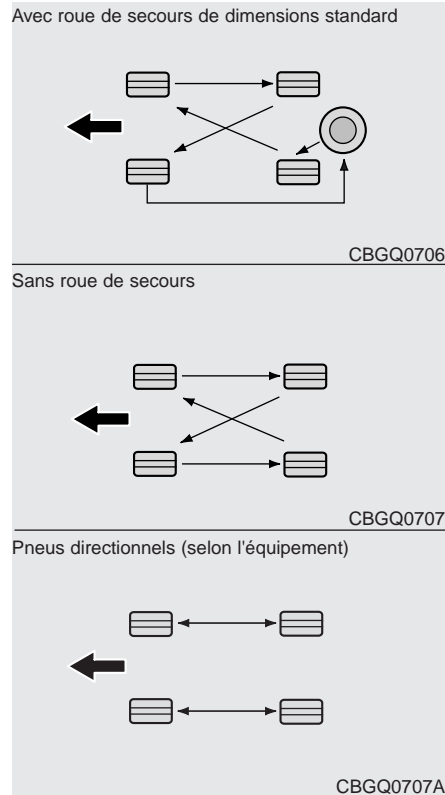 Avec roue de secours de dimensions standard
CBGQ0706
Sans roue de secours
CBGQ0707
Pneus directionnels (selon l'équipement)
CBGQ0707A